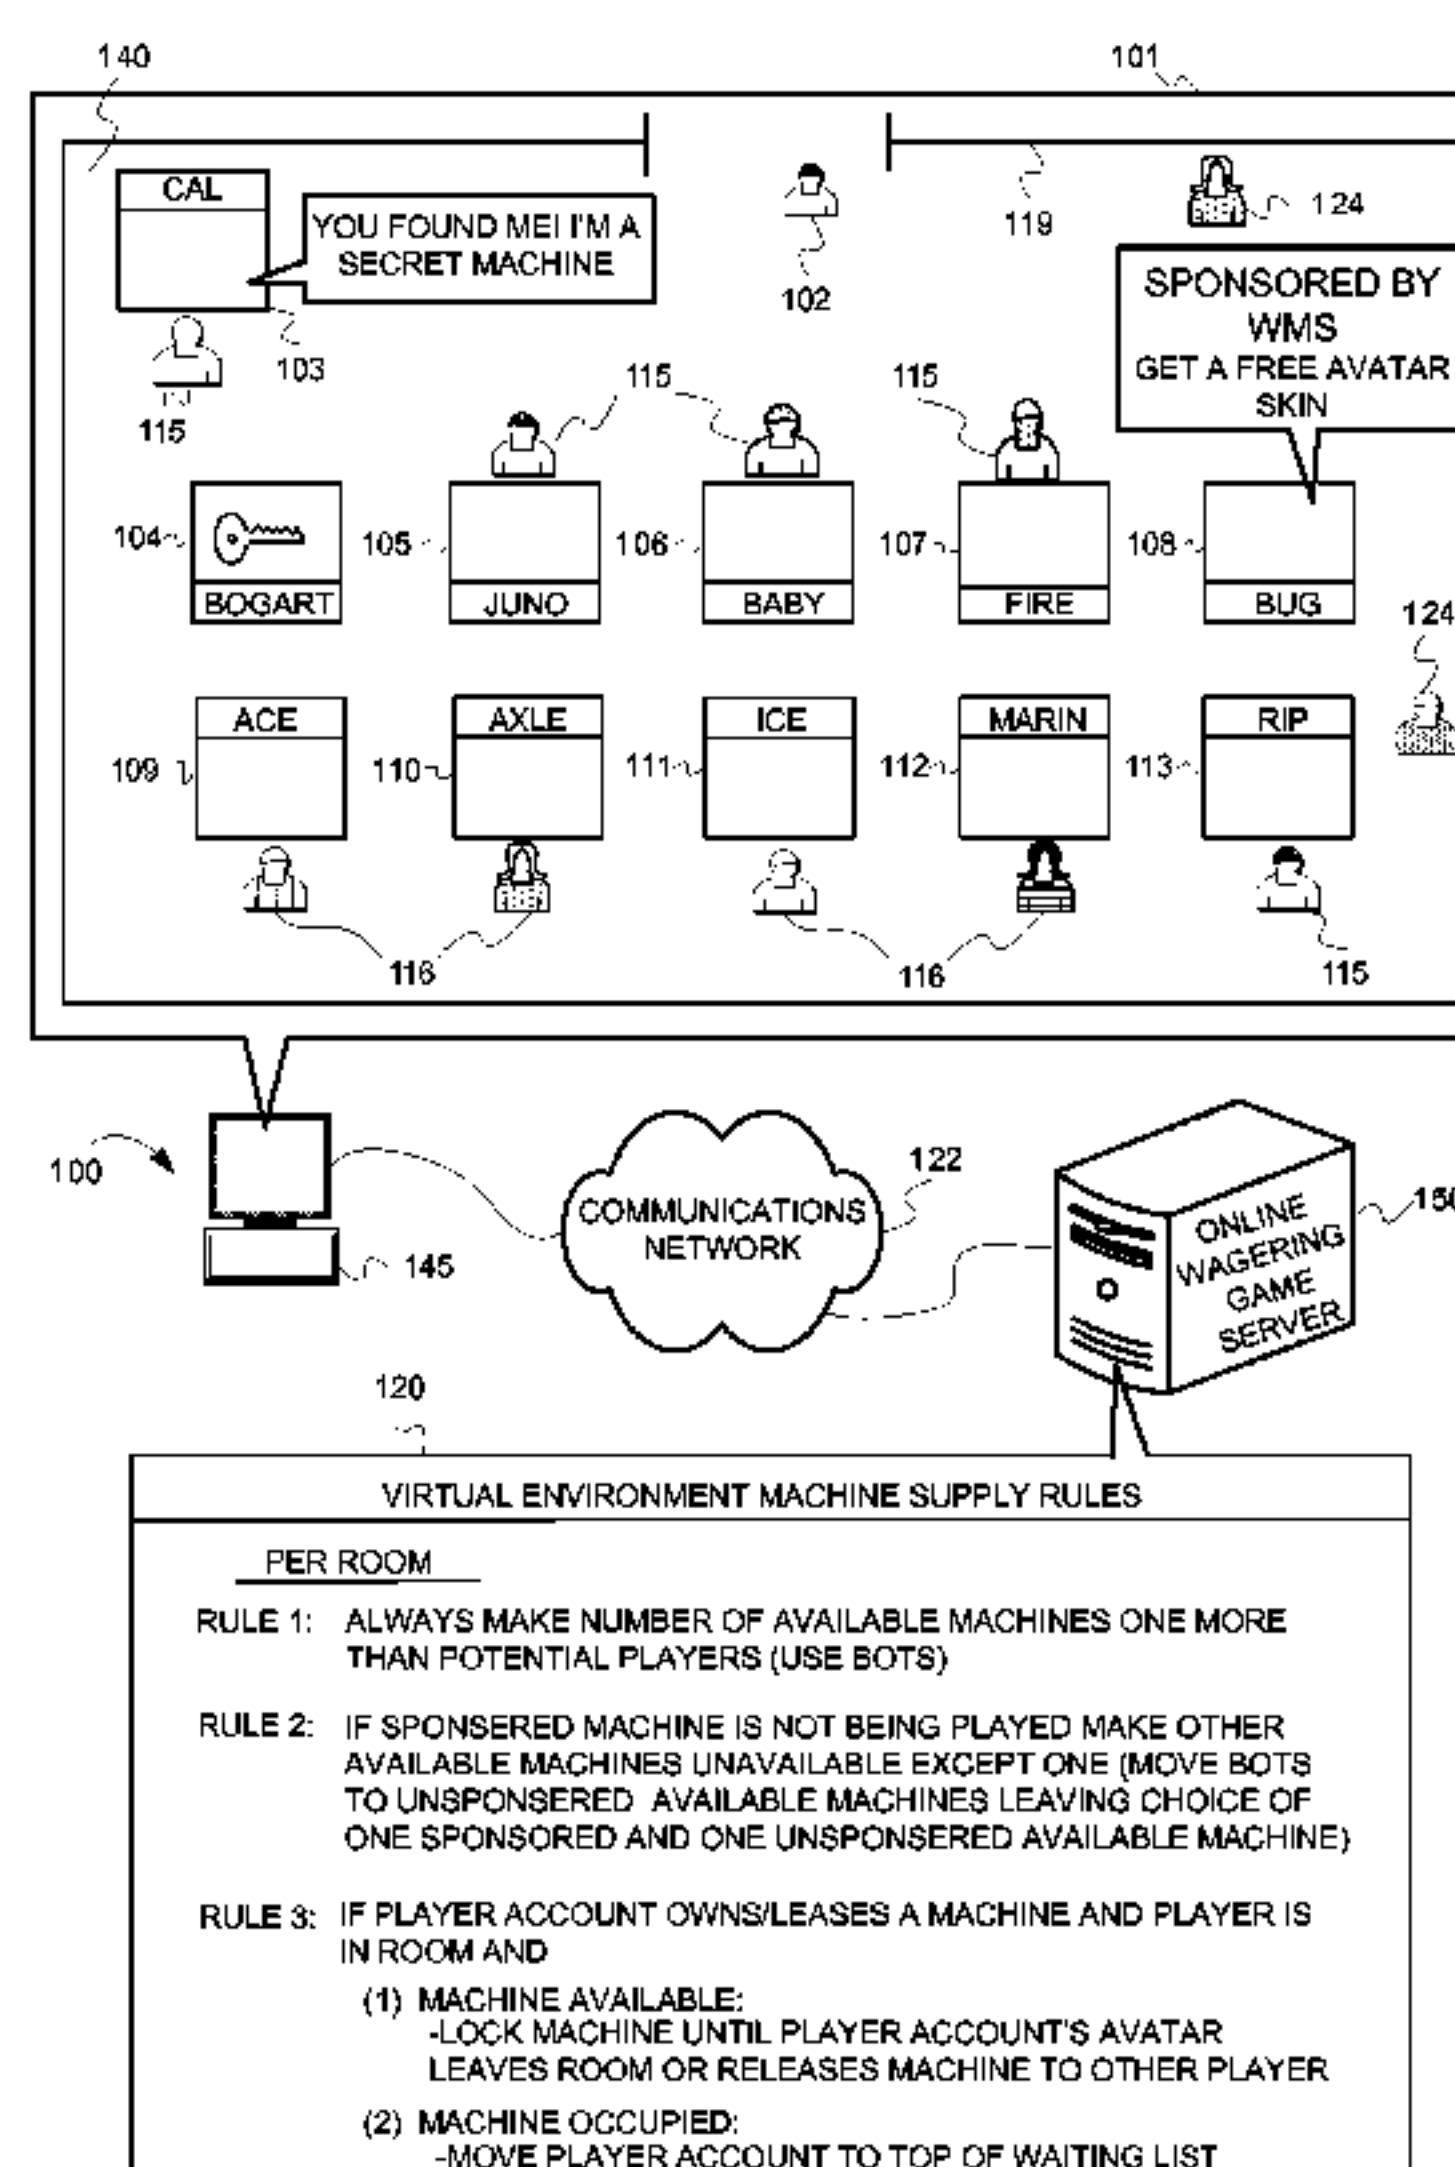 140
101
CAL
YOU FOUND ME! I'M A
SECRET MACHINE
119
124
102
SPONSORED BY
WMS
GET A FREE AVATAR
SKIN
103
115
115
115
104
105
106
107
108
BOGART
JUNO
BABY
FIRE
BUG
124
ACE
AXLE
ICE
MARIN
RIP
109
110
111
112
113
116
116
115
100
145
COMMUNICATIONS
NETWORK
122
ONLINE
WAGERING
GAME
SERVER
120
VIRTUAL ENVIRONMENT MACHINE SUPPLY RULES
PER ROOM
RULE 1: ALWAYS MAKE NUMBER OF AVAILABLE MACHINES ONE MORE
THAN POTENTIAL PLAYERS (USE BOTS)
RULE 2: IF SPONSERED MACHINE IS NOT BEING PLAYED MAKE OTHER
AVAILABLE MACHINES UNAVAILABLE EXCEPT ONE (MOVE BOTS
TO UNSPONSERED AVAILABLE MACHINES LEAVING CHOICE OF
ONE SPONSORED AND ONE UNSPONSERED AVAILABLE MACHINE)
RULE 3: IF PLAYER ACCOUNT OWNS/LEASES A MACHINE AND PLAYER IS
IN ROOM AND
(1) MACHINE AVAILABLE:
-LOCK MACHINE UNTIL PLAYER ACCOUNT'S AVATAR
LEAVES ROOM OR RELEASES MACHINE TO OTHER PLAYER
(2) MACHINE OCCUPIED:
-MOVE PLAYER ACCOUNT TO TOP OF WAITING LIST